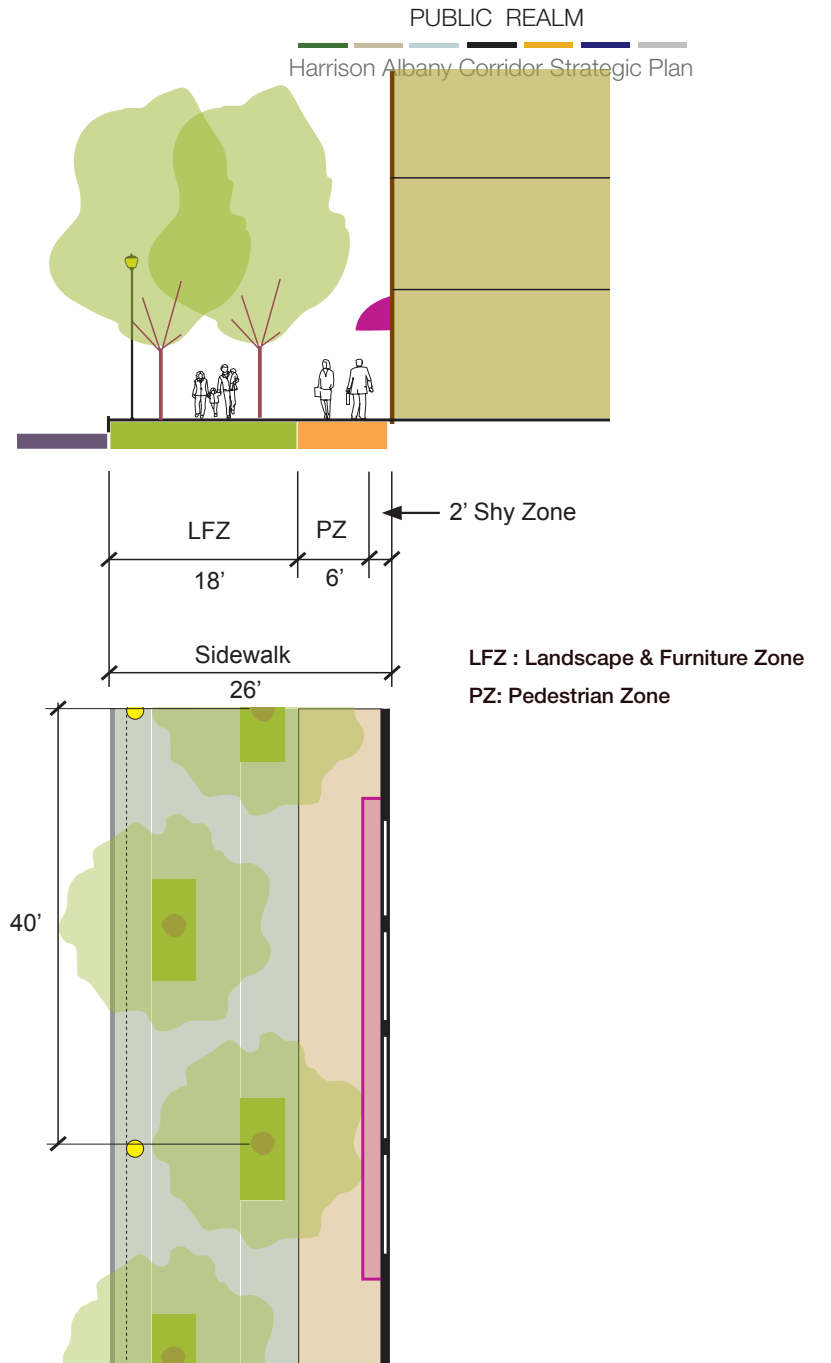 PUBLIC REALM
Harrison Albany Corridor Strategic Plan
2’ Shy Zone
LFZ
PZ
18’
6’
Sidewalk
26’
LFZ : Landscape & Furniture Zone
PZ: Pedestrian Zone
40’